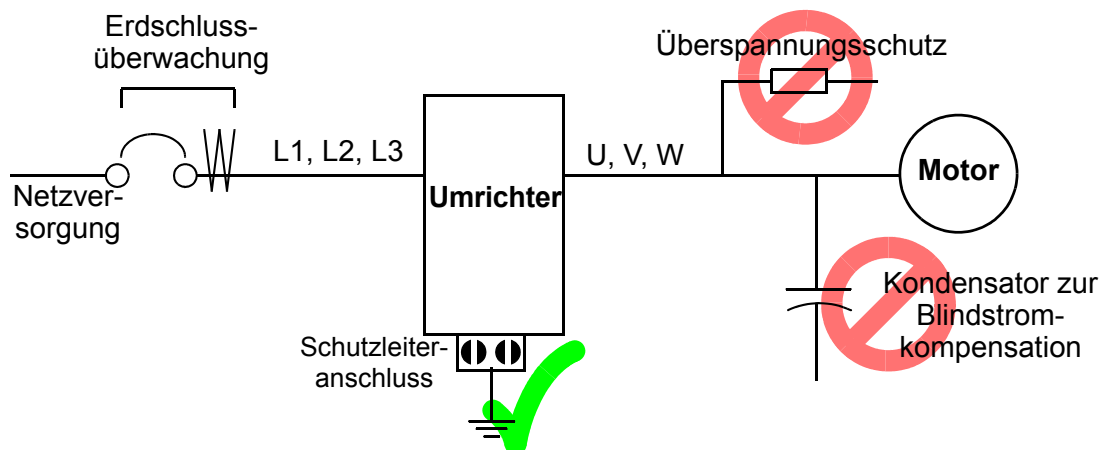 Erdschluss-
überwachung
Überspannungsschutz
L1, L2, L3
U, V, W
Netzver-
sorgung
Umrichter
Motor
Kondensator zur
Blindstrom-
kompensation
Schutzleiter-
anschluss